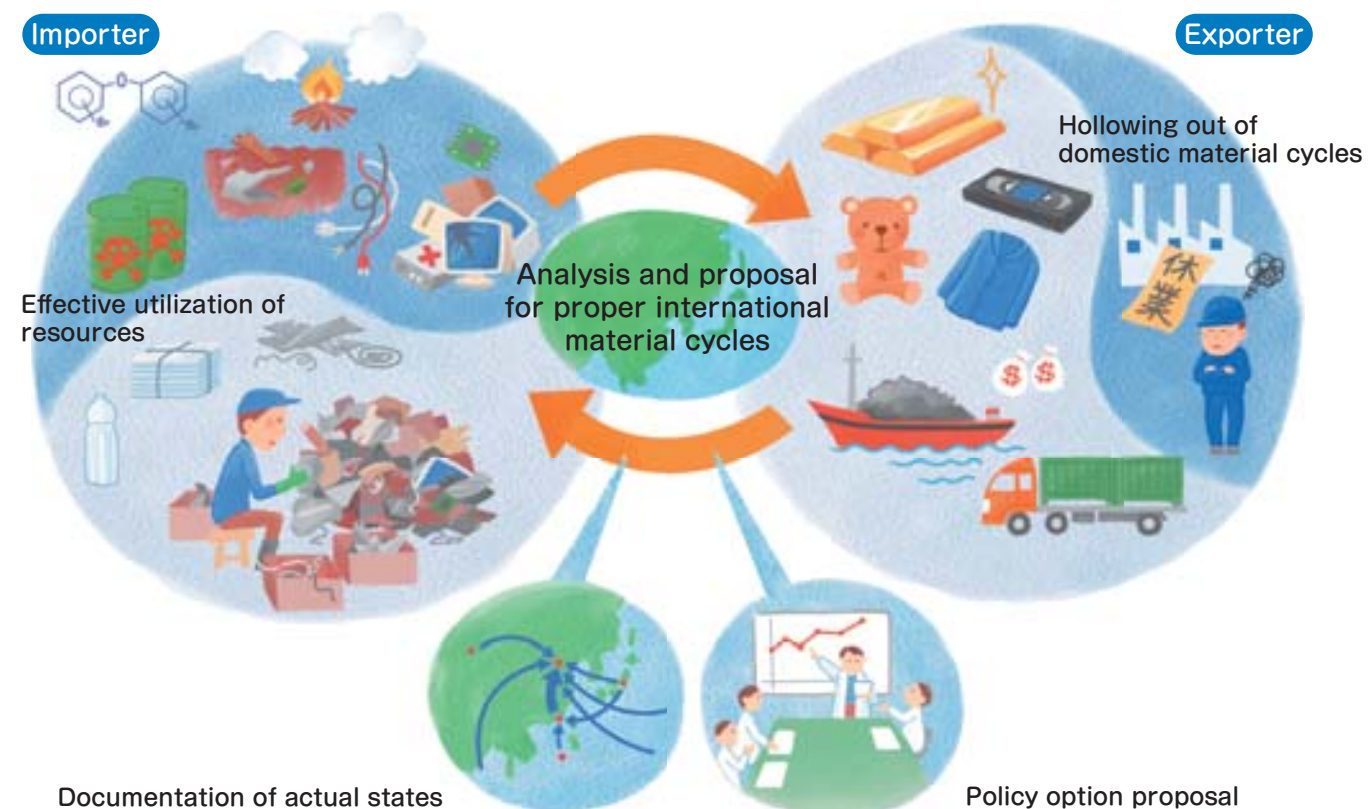 Importer
Exporter
Hollowing out of
domestic material cycles
休業
Analysis and proposal
for proper international
material cycles
Effective utilization of
resources
$ $
Documentation of actual states
Policy option proposal